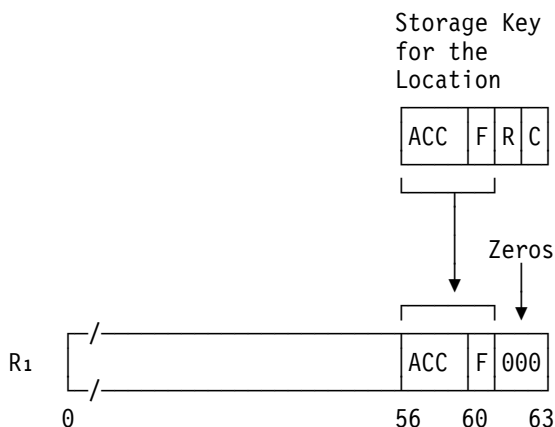 Storage Key
for the
Location
ACC F R C
Zeros
R₁ ACC F 000
0 56 60 63